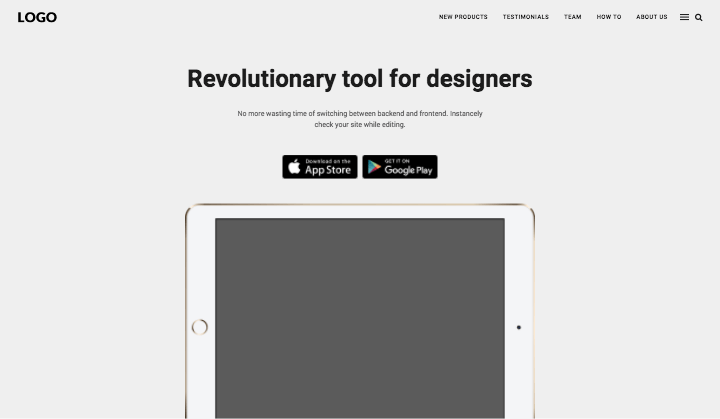 LOGO
NEW PRODUCTS TESTIMONIALS TEAM HOW TO ABOUT US
Revolutionary tool for designers
No more wasting time of switching between backend and frontend. Instancely
check your site while editing.
Download on the
App Store
GET IT ON
Google Play